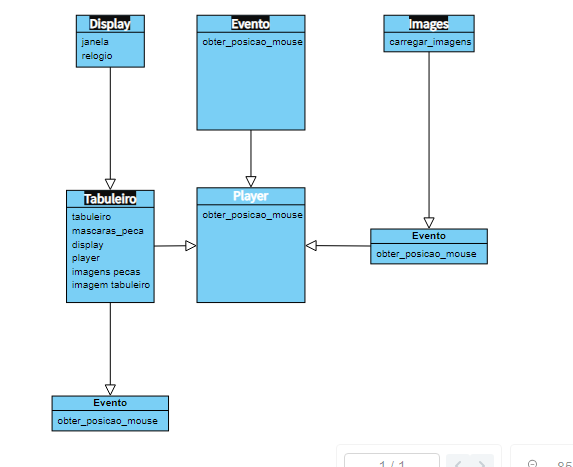 Display
janela
relogio
Evento
obter_posicao_mouse
Images
carregar_imagens
Tabuleiro
tabuleiro
mascaras_peca
display
player
imagens pecas
imagem tabuleiro
Player
obter_posicao_mouse
Evento
obter_posicao_mouse
Evento
obter_posicao_mouse
1 / 1